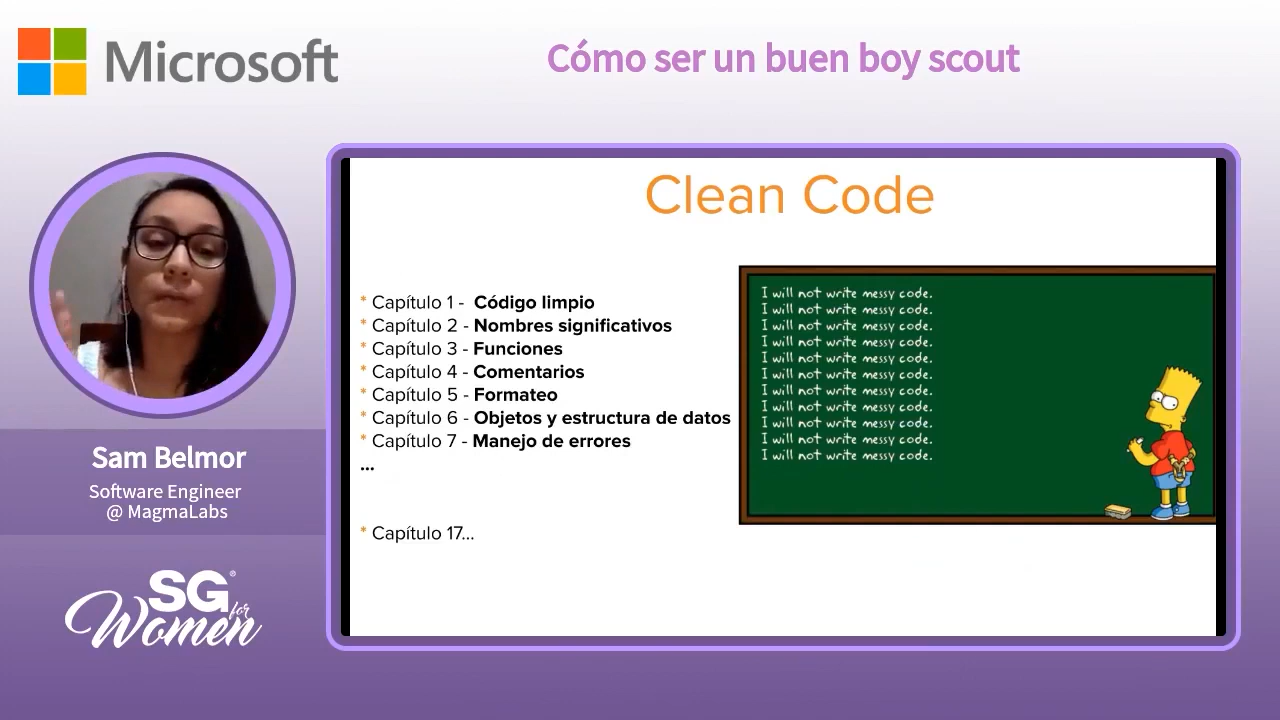 Microsoft
Cómo ser un buen boy scout
Clean Code
* Capítulo 1 - Código limpio
* Capítulo 2 - Nombres significativos
* Capítulo 3 - Funciones
* Capítulo 4 - Comentarios
* Capítulo 5 - Formateo
* Capítulo 6 - Objetos y estructura de datos
* Capítulo 7 - Manejo de errores
...
* Capítulo 17...
I will not write messy code.
I will not write messy code.
I will not write messy code.
I will not write messy code.
I will not write messy code.
I will not write messy code.
I will not write messy code.
I will not write messy code.
I will not write messy code.
I will not write messy code.
I will not write messy code.
Sam Belmor
Software Engineer
@ MagmaLabs
SG®
for
Women